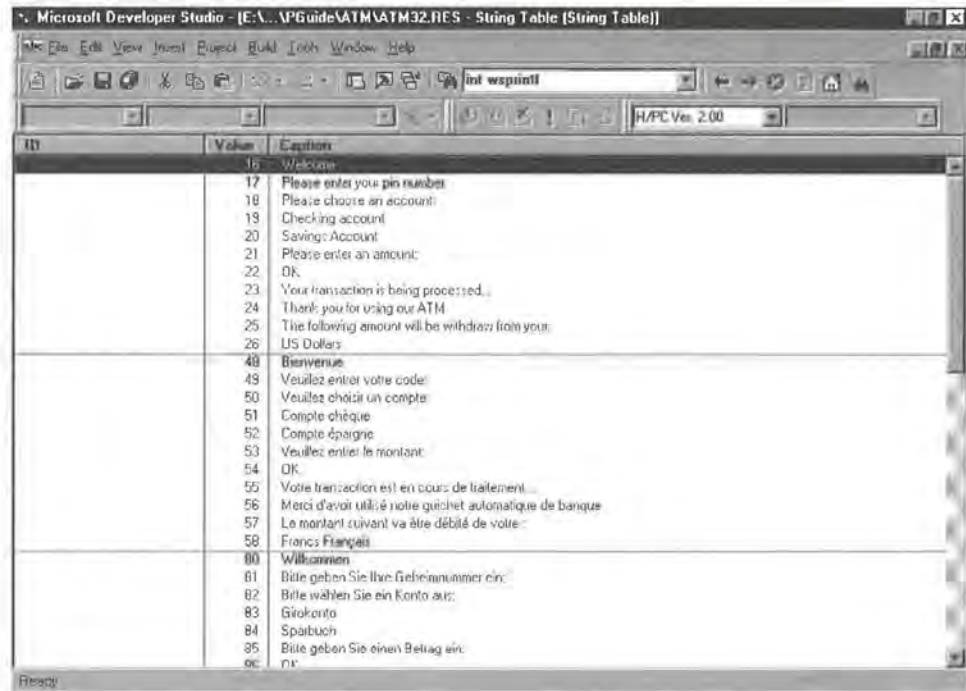 Microsoft Developer Studio - [E:\...\PGuide\ATM\ATM32.RES - String Table (String Table)]
File Edit View Insert Project Build Tools Window Help
int wsprintf
H/PC Ver. 2.00
ID Value Caption
16 Welcome
17 Please enter your pin number
18 Please choose an account:
19 Checking account
20 Savings Account
21 Please enter an amount:
22 OK
23 Your transaction is being processed...
24 Thank you for using our ATM
25 The following amount will be withdraw from your:
26 US Dollars
48 Bienvenue
49 Veuillez entrer votre code:
50 Veuillez choisir un compte:
51 Compte chèque
52 Compte épargne
53 Veuillez entrer le montant:
54 OK
55 Votre transaction est en cours de traitement...
56 Merci d'avoir utilisé notre guichet automatique de banque
57 Le montant suivant va être débité de votre :
58 Francs Français
80 Willkommen
81 Bitte geben Sie Ihre Geheimnummer ein:
82 Bitte wählen Sie ein Konto aus:
83 Girokonto
84 Sparbuch
85 Bitte geben Sie einen Betrag ein:
86 OK
Ready